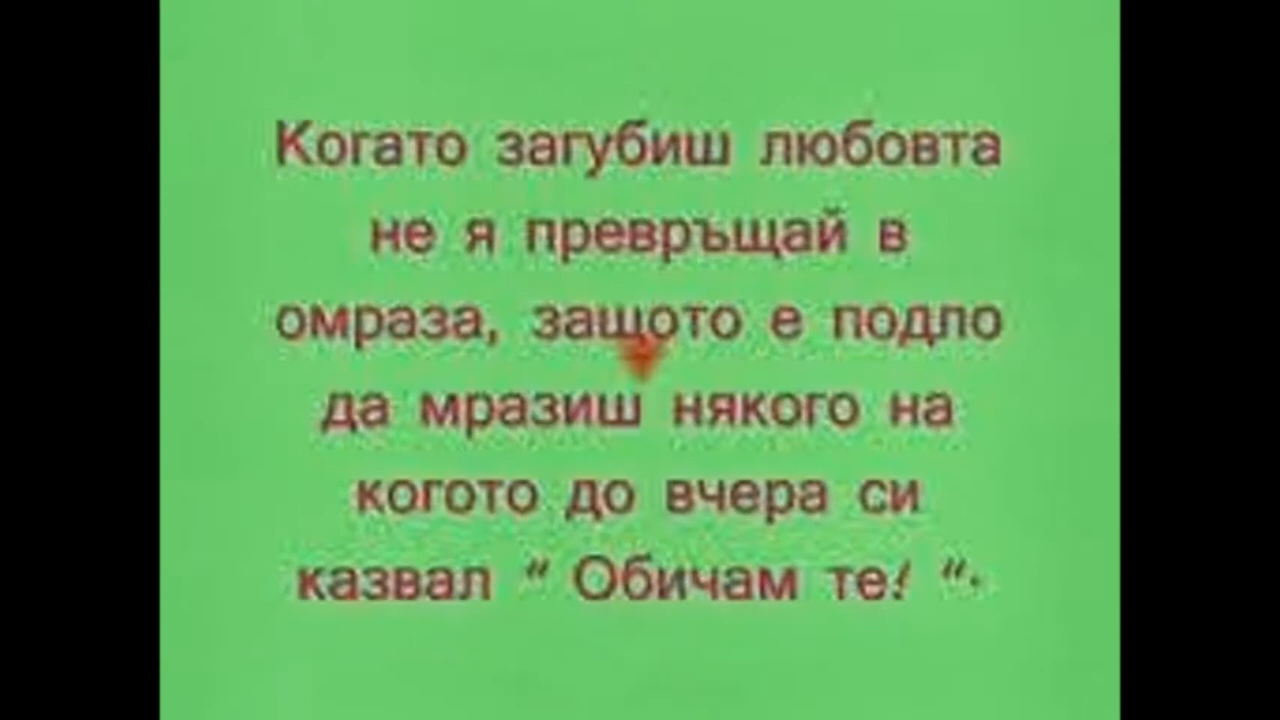 Когато загубиш любовта
не я превръщай в
омраза, защото е подло
да мразиш някого на
когото до вчера си
казвал “ Обичам те! “.